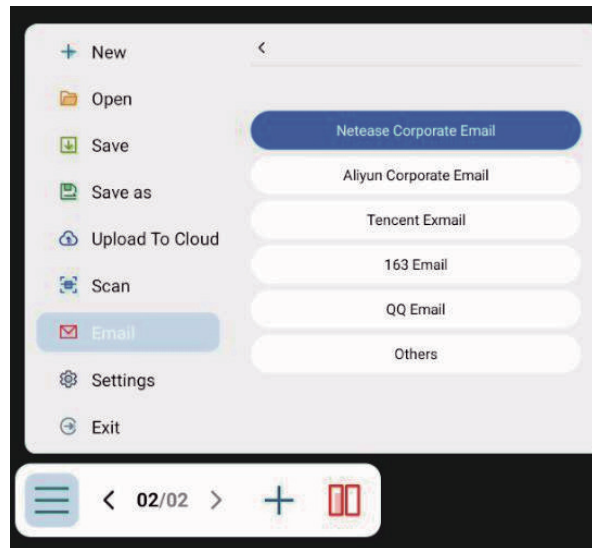 New
Open
Save
Save as
Upload To Cloud
Scan
Email
Settings
Exit
Netease Corporate Email
Aliyun Corporate Email
Tencent Exmail
163 Email
QQ Email
Others
02/02